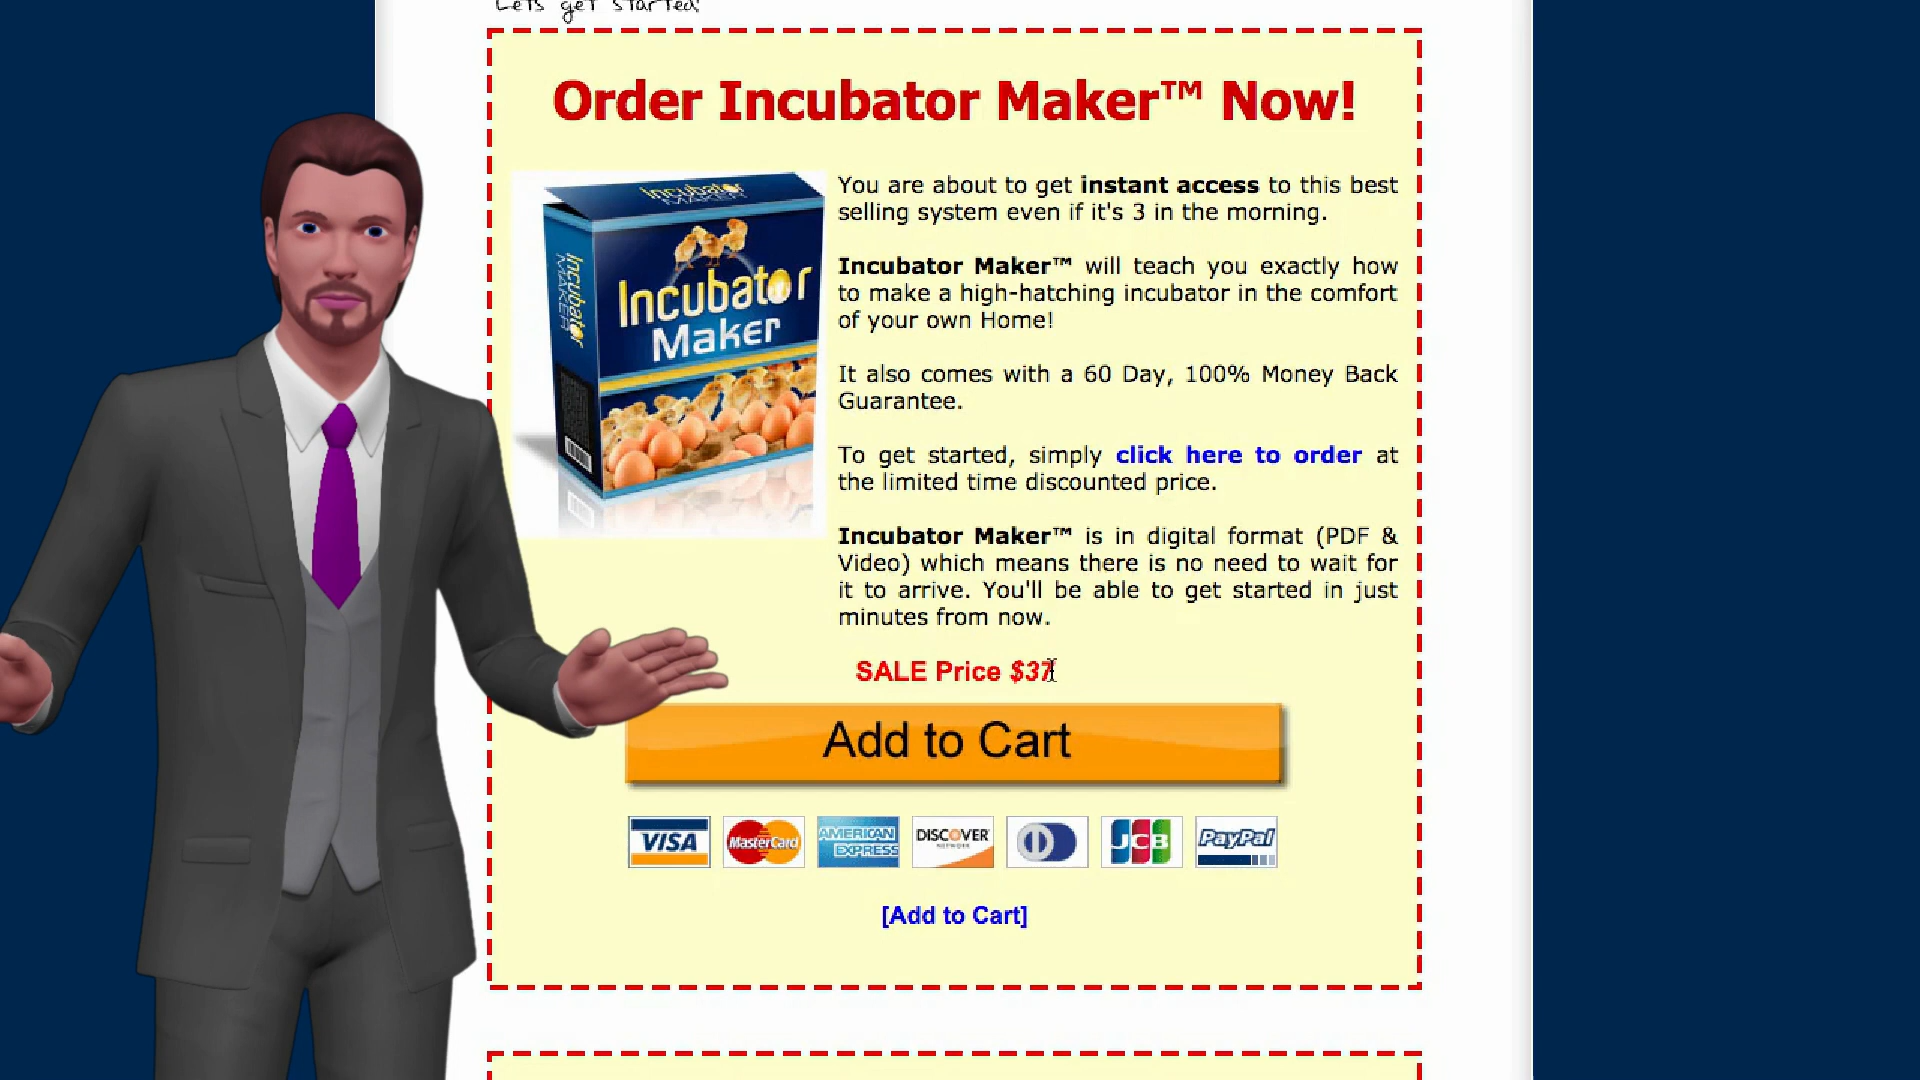 Lets get started!
Order Incubator Maker™ Now!
Incubator
MAKER
Incubator
MAKER
Incubator
Maker
You are about to get instant access to this best
selling system even if it's 3 in the morning.
Incubator Maker™ will teach you exactly how
to make a high-hatching incubator in the comfort
of your own Home!
It also comes with a 60 Day, 100% Money Back
Guarantee.
To get started, simply click here to order at
the limited time discounted price.
Incubator Maker™ is in digital format (PDF &
Video) which means there is no need to wait for
it to arrive. You'll be able to get started in just
minutes from now.
SALE Price $37
Add to Cart
VISA
MasterCard
AMERICAN
EXPRESS
DISCOVER
NETWORK
JCB
PayPal
[Add to Cart]